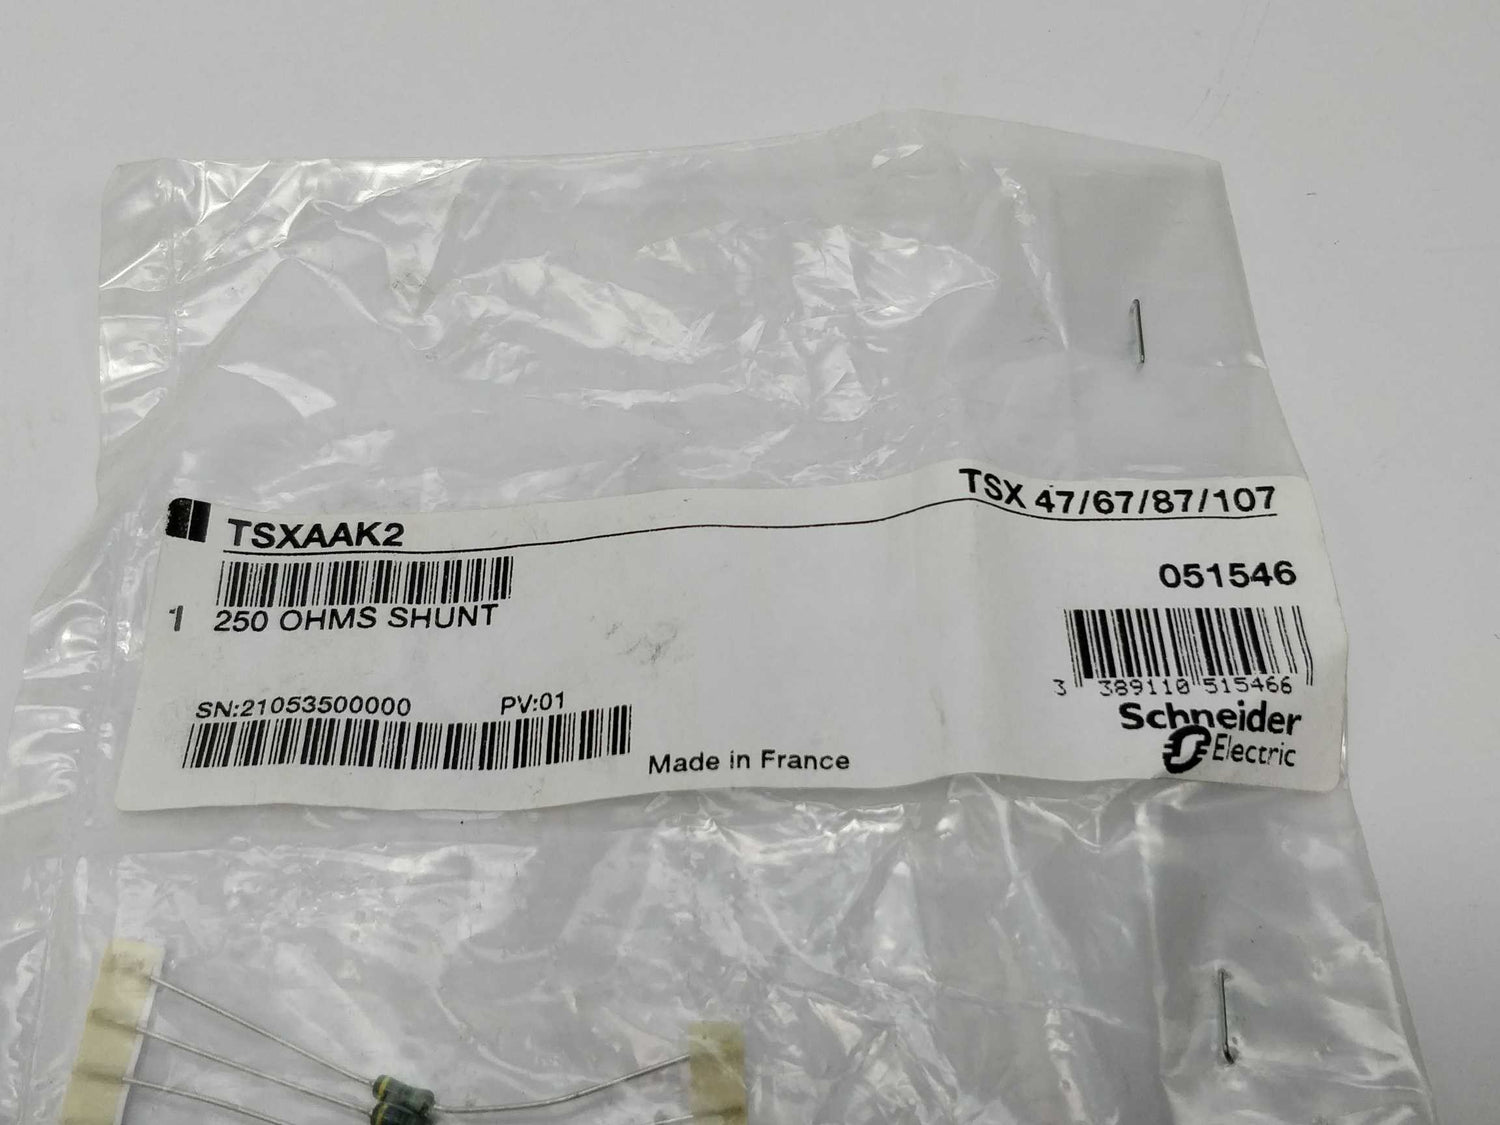 TSXAAK2
TSX 47/67/87/107
051546
1 250 OHMS SHUNT
3 389110 515466
SN:21053500000 PV:01
Schneider
Electric
Made in France